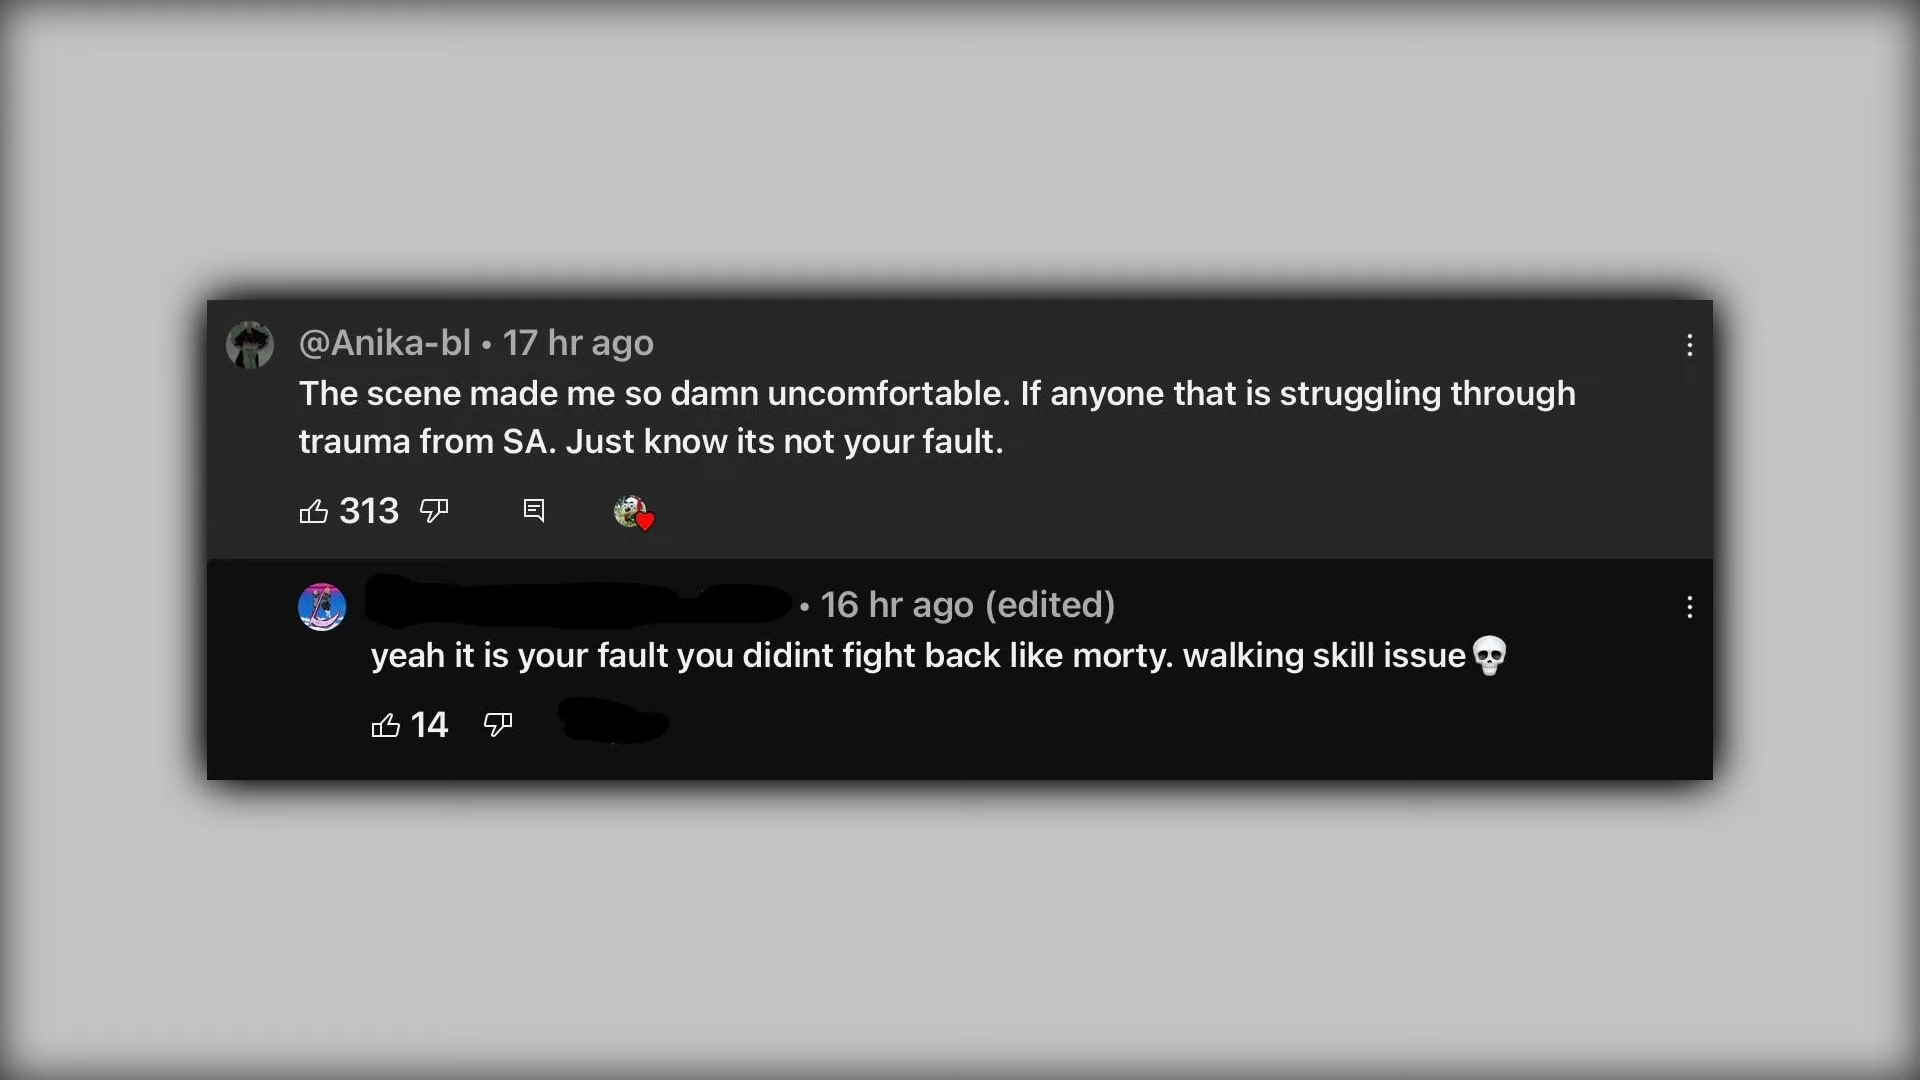 @Anika-bl • 17 hr ago
The scene made me so damn uncomfortable. If anyone that is struggling through
trauma from SA. Just know its not your fault.
313
• 16 hr ago (edited)
yeah it is your fault you didint fight back like morty. walking skill issue💀
14